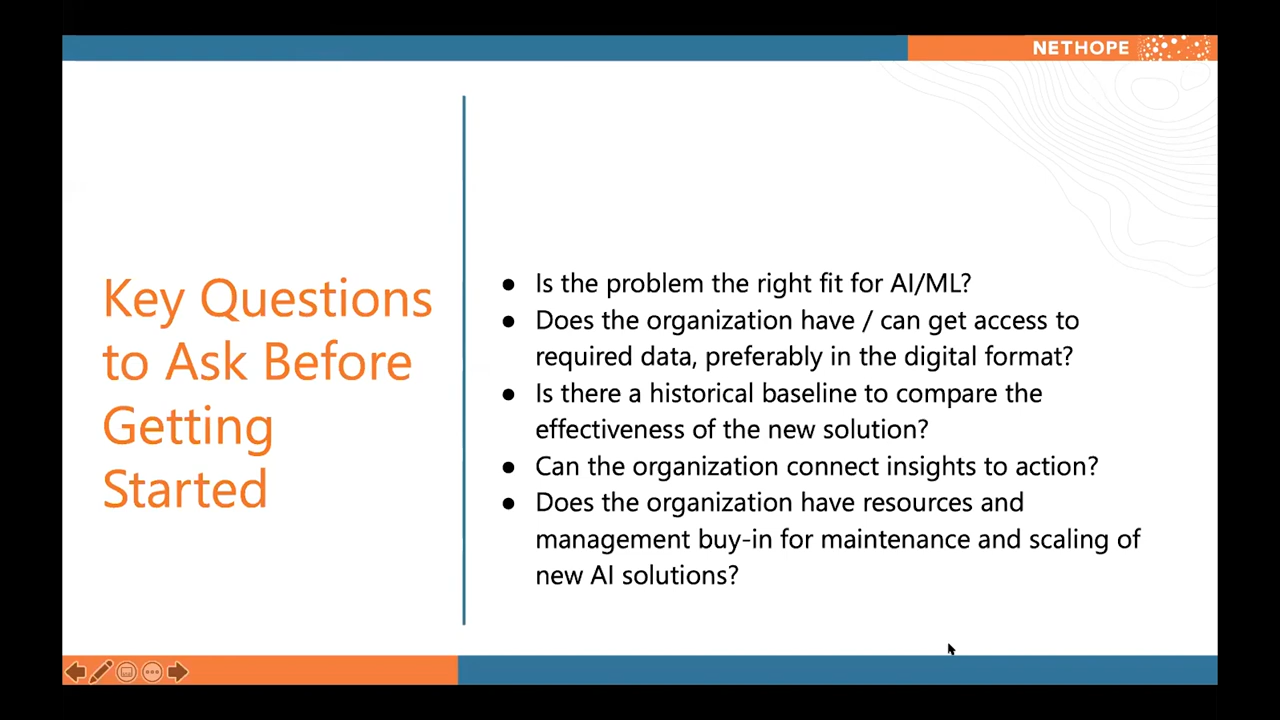 NETHOPE
Key Questions
to Ask Before
Getting
Started
● Is the problem the right fit for AI/ML?
● Does the organization have / can get access to
required data, preferably in the digital format?
● Is there a historical baseline to compare the
effectiveness of the new solution?
● Can the organization connect insights to action?
● Does the organization have resources and
management buy-in for maintenance and scaling of
new AI solutions?